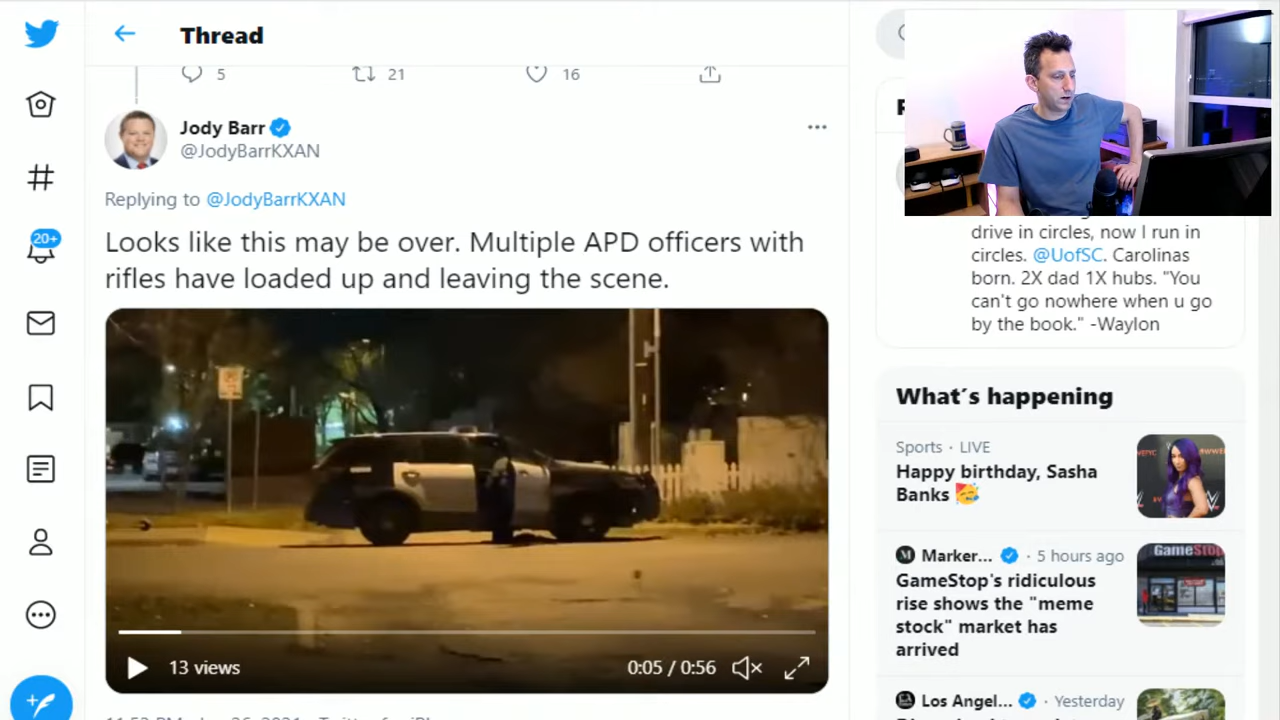 Thread
5
21
16
Jody Barr
@JodyBarrKXAN
Replying to @JodyBarrKXAN
Looks like this may be over. Multiple APD officers with
rifles have loaded up and leaving the scene.
13 views
0:05 / 0:56
20+
drive in circles, now I run in
circles. @UofSC. Carolinas
born. 2X dad 1X hubs. "You
can't go nowhere when u go
by the book." -Waylon
What's happening
Sports · LIVE
Happy birthday, Sasha
Banks
Marker... · 5 hours ago
GameStop's ridiculous
rise shows the "meme
stock" market has
arrived
GameStop
Los Angel... · Yesterday